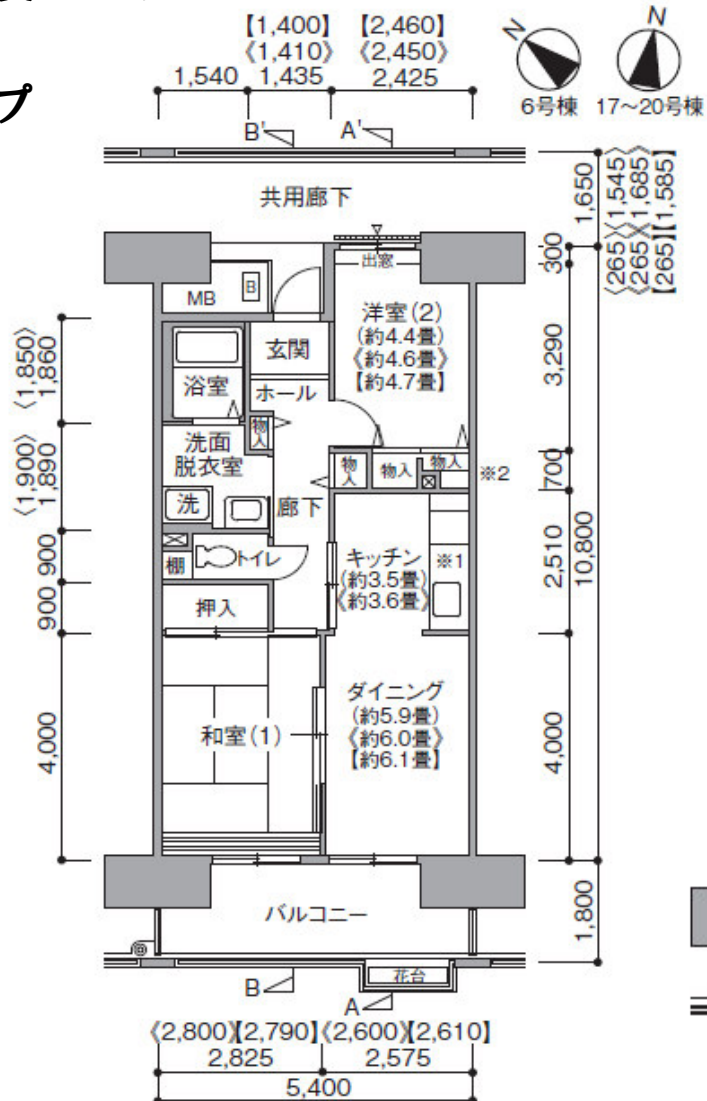 プ
【1,400】 【2,460】
《1,410》 《2,450》
1,540 1,435 2,425
N N
6号棟 17～20号棟
B' A'
共用廊下
1,650
〈1,545〉
《1,685》
【1,585】
300
〈265〉
《265》
【265】
MB B
出窓
洋室(2)
(約4.4畳)
《約4.6畳》
【約4.7畳】
玄関
浴室
ホール
〈1,850〉
1,860
3,290
物入
洗面
脱衣室
物入 物入 物入
※2
700
〈1,900〉
1,890
洗
廊下
キッチン
(約3.5畳)
《約3.6畳》
※1
2,510
10,800
棚
トイレ
900
押入
900
ダイニング
(約5.9畳)
《約6.0畳》
【約6.1畳】
和室(1)
4,000
4,000
バルコニー
1,800
花台
B A
《2,800》【2,790】《2,600》【2,610】
2,825 2,575
5,400